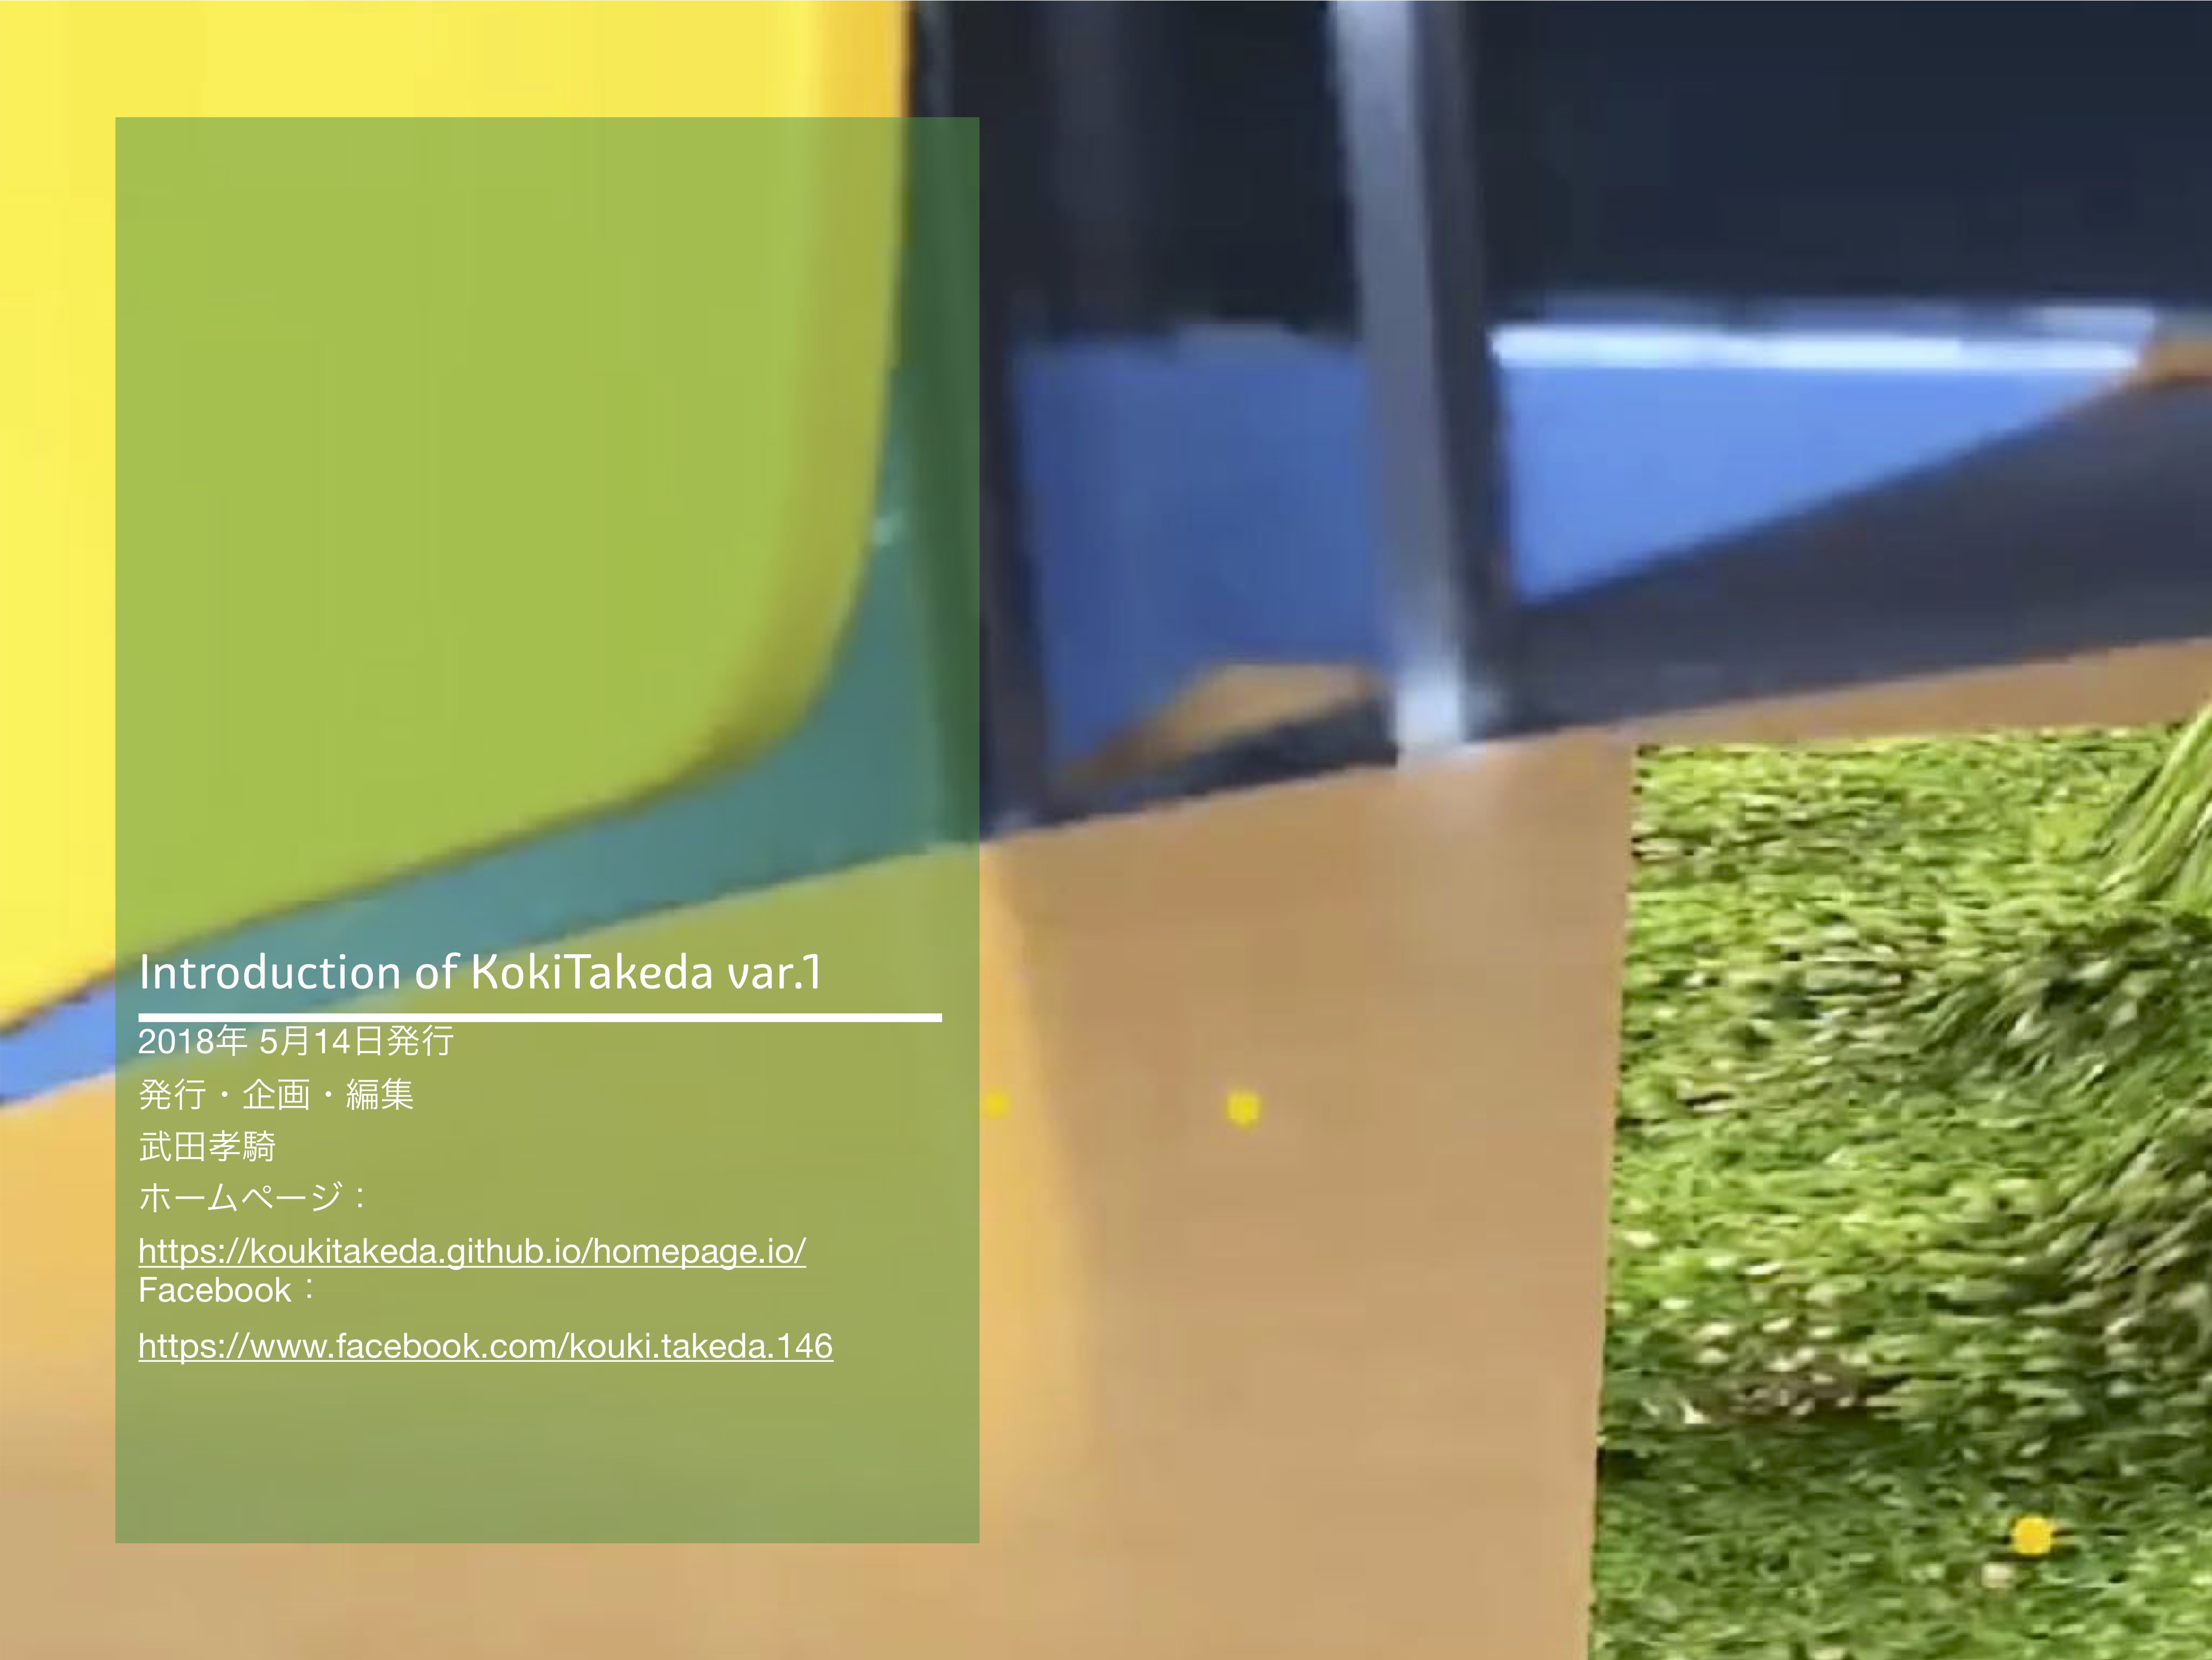 Introduction of KokiTakeda var.1
2018年 5月14日発行
発行・企画・編集
武田孝騎
ホームページ：
https://koukitakeda.github.io/homepage.io/
Facebook：
https://www.facebook.com/kouki.takeda.146